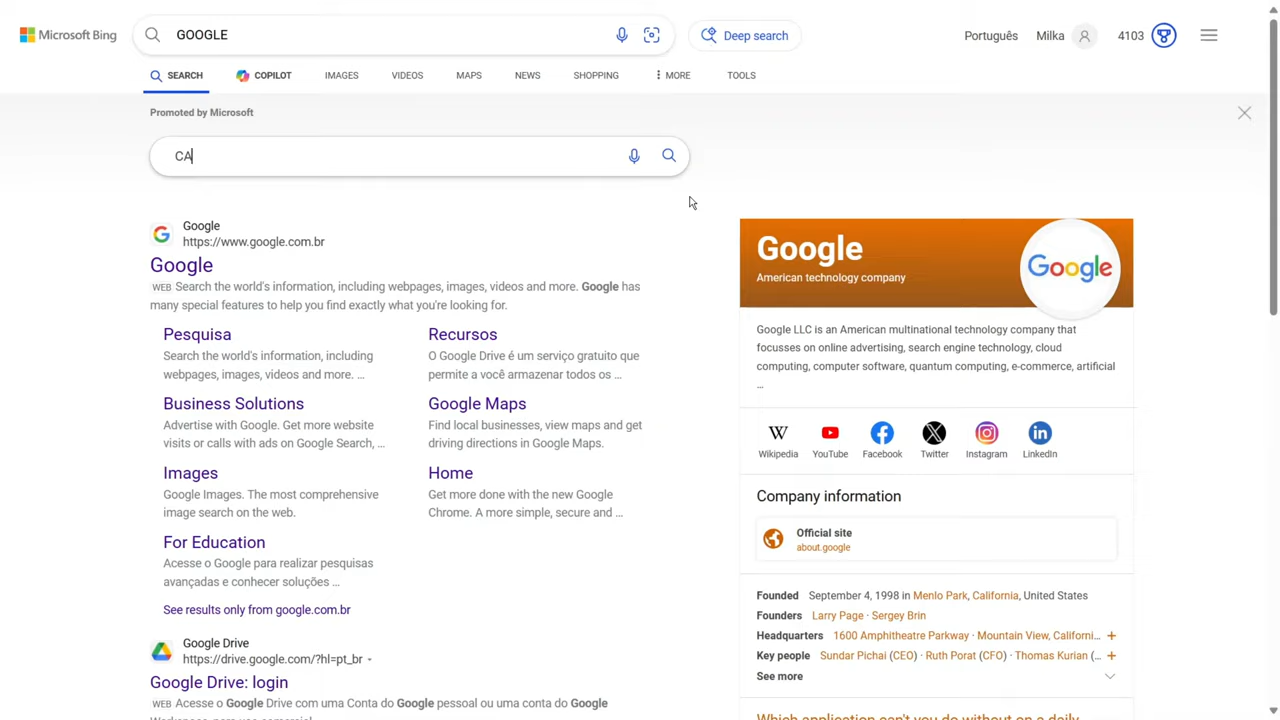 Microsoft Bing
GOOGLE
Deep search
Português
Milka
4103
SEARCH
COPILOT
IMAGES
VIDEOS
MAPS
NEWS
SHOPPING
MORE
TOOLS
Promoted by Microsoft
CA
Google
https://www.google.com.br
Google
WEB Search the world's information, including webpages, images, videos and more. Google has
many special features to help you find exactly what you're looking for.
Pesquisa
Search the world's information, including
webpages, images, videos and more. ...
Recursos
O Google Drive é um serviço gratuito que
permite a você armazenar todos os ...
Business Solutions
Advertise with Google. Get more website
visits or calls with ads on Google Search, ...
Google Maps
Find local businesses, view maps and get
driving directions in Google Maps.
Images
Google Images. The most comprehensive
image search on the web.
Home
Get more done with the new Google
Chrome. A more simple, secure and ...
For Education
Acesse o Google para realizar pesquisas
avançadas e conhecer soluções ...
See results only from google.com.br
Google Drive
https://drive.google.com/?hl=pt_br
Google Drive: login
WEB Acesse o Google Drive com uma Conta do Google pessoal ou uma conta do Google
Google
American technology company
Google
Google LLC is an American multinational technology company that
focusses on online advertising, search engine technology, cloud
computing, computer software, quantum computing, e-commerce, artificial
...
Wikipedia
YouTube
Facebook
Twitter
Instagram
LinkedIn
Company information
Official site
about.google
Founded September 4, 1998 in Menlo Park, California, United States
Founders Larry Page · Sergey Brin
Headquarters 1600 Amphitheatre Parkway · Mountain View, Californi...
Key people Sundar Pichai (CEO) · Ruth Porat (CFO) · Thomas Kurian (...
See more
Which application can't you do without on a daily